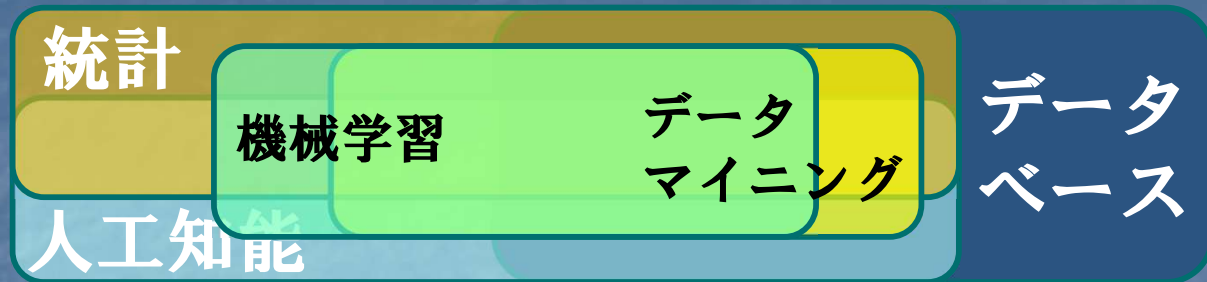 統計
機械学習
データ
マイニング
データ
ベース
人工知能